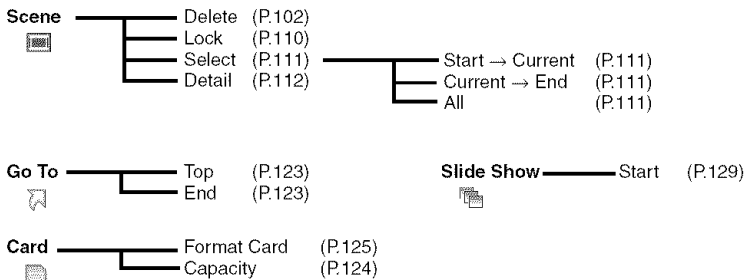 Scene Delete (P.102)
Lock (P.110)
Select (P.111) Start → Current (P.111)
Detail (P.112) Current → End (P.111)
All (P.111)
Go To Top (P.123) Slide Show Start (P.129)
End (P.123)
Card Format Card (P.125)
Capacity (P.124)